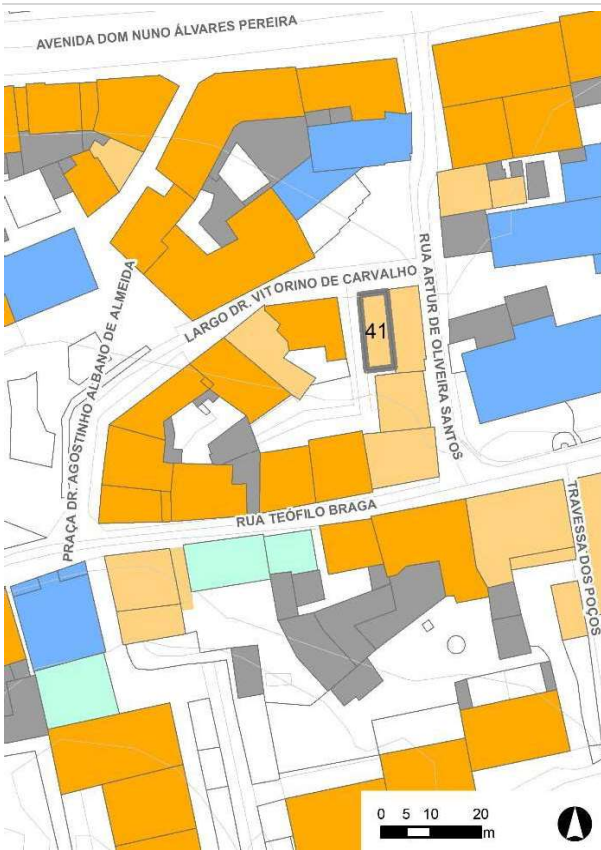 AVENIDA DOM NUNO ÁLVARES PEREIRA
LARGO DR. VITORINO DE CARVALHO
RUA ARTUR DE OLIVEIRA SANTOS
41
PRAÇA DR. AGOSTINHO ALBANO DE ALMEIDA
RUA TEÓFILO BRAGA
TRAVESSA DOS POÇOS
0 5 10 20
m